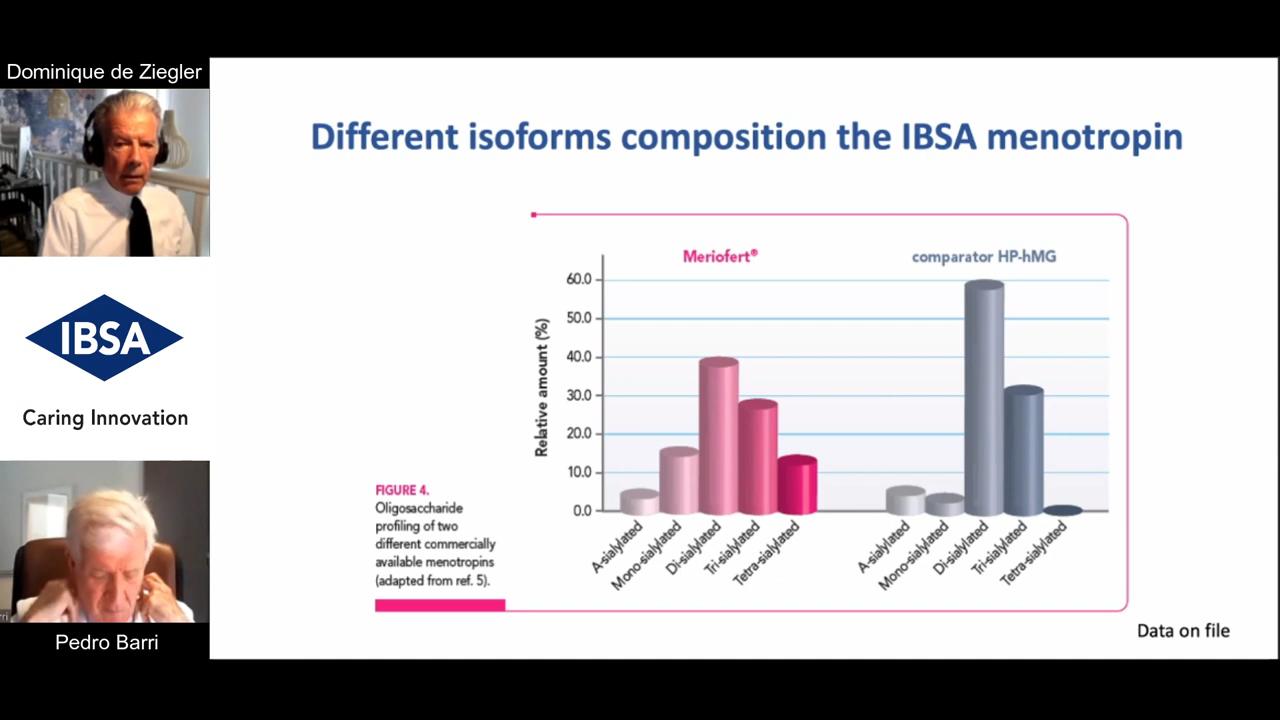 Dominique de Ziegler
IBSA
Caring Innovation
Pedro Barri
Different isoforms composition the IBSA menotropin
Meriofert®
comparator HP-hMG
Relative amount (%)
60.0
50.0
40.0
30.0
20.0
10.0
0.0
A-sialylated
Mono-sialylated
Di-sialylated
Tri-sialylated
Tetra-sialylated
A-sialylated
Mono-sialylated
Di-sialylated
Tri-sialylated
Tetra-sialylated
FIGURE 4.
Oligosaccharide
profiling of two
different commercially
available menotropins
(adapted from ref. 5).
Data on file